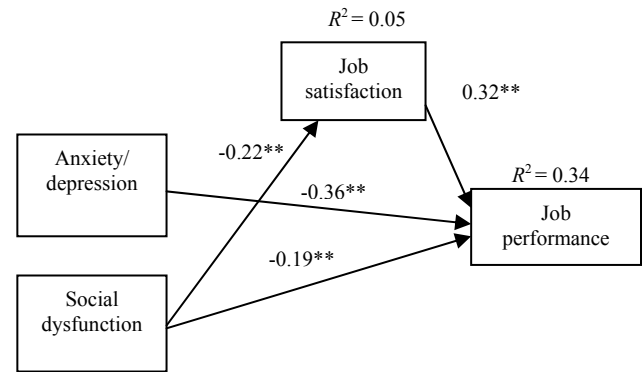 R² = 0.05
Job
satisfaction
0.32**
-0.22**
Anxiety/
depression
-0.36**
R² = 0.34
Job
performance
-0.19**
Social
dysfunction